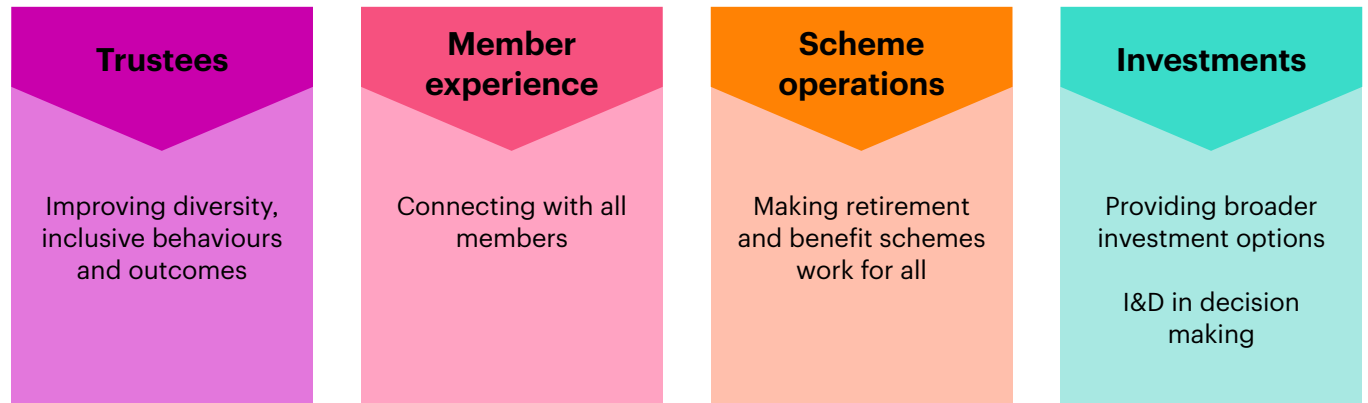 Trustees
Improving diversity,
inclusive behaviours
and outcomes
Member
experience
Connecting with all
members
Scheme
operations
Making retirement
and benefit schemes
work for all
Investments
Providing broader
investment options
I&D in decision
making